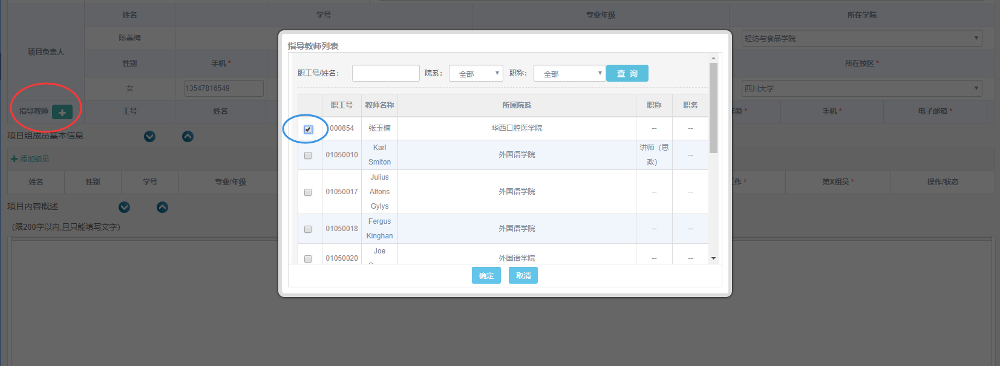 姓名 学号 专业年级 所在学院
项目负责人 陈美梅 轻纺与食品学院
性别 手机 * 所在校区 *
女 13547816549 四川大学
指导教师 工号 姓名 年龄 * 手机 * 电子邮箱 *
项目组成员基本信息
添加组员
姓名 性别 学号 专业/年级 工作 * 第X组员 * 操作/状态
项目内容概述
(限200字以内,且只能填写文字)
指导教师列表
职工号/姓名: 院系: 全部 职称: 全部 查 询
职工号 教师名称 所属院系 职称 职务
000854 张玉楠 华西口腔医学院 -- --
01050010 Karl Smiton 外国语学院 讲师（思政） --
01050017 Julius Alfons Gylys 外国语学院 -- --
01050018 Fergus Kinghan 外国语学院 -- --
01050020 Joe 外国语学院 -- --
确定 取消